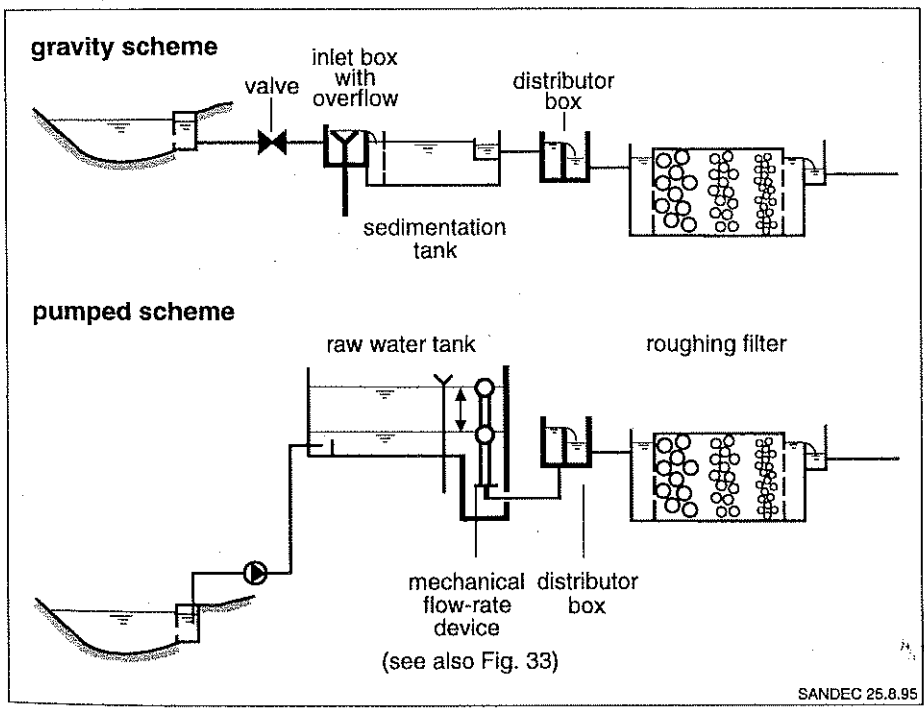 gravity scheme
inlet box
with
overflow
valve
distributor
box
sedimentation
tank
pumped scheme
raw water tank
roughing filter
mechanical
flow-rate
device
distributor
box
(see also Fig. 33)
SANDEC 25.8.95